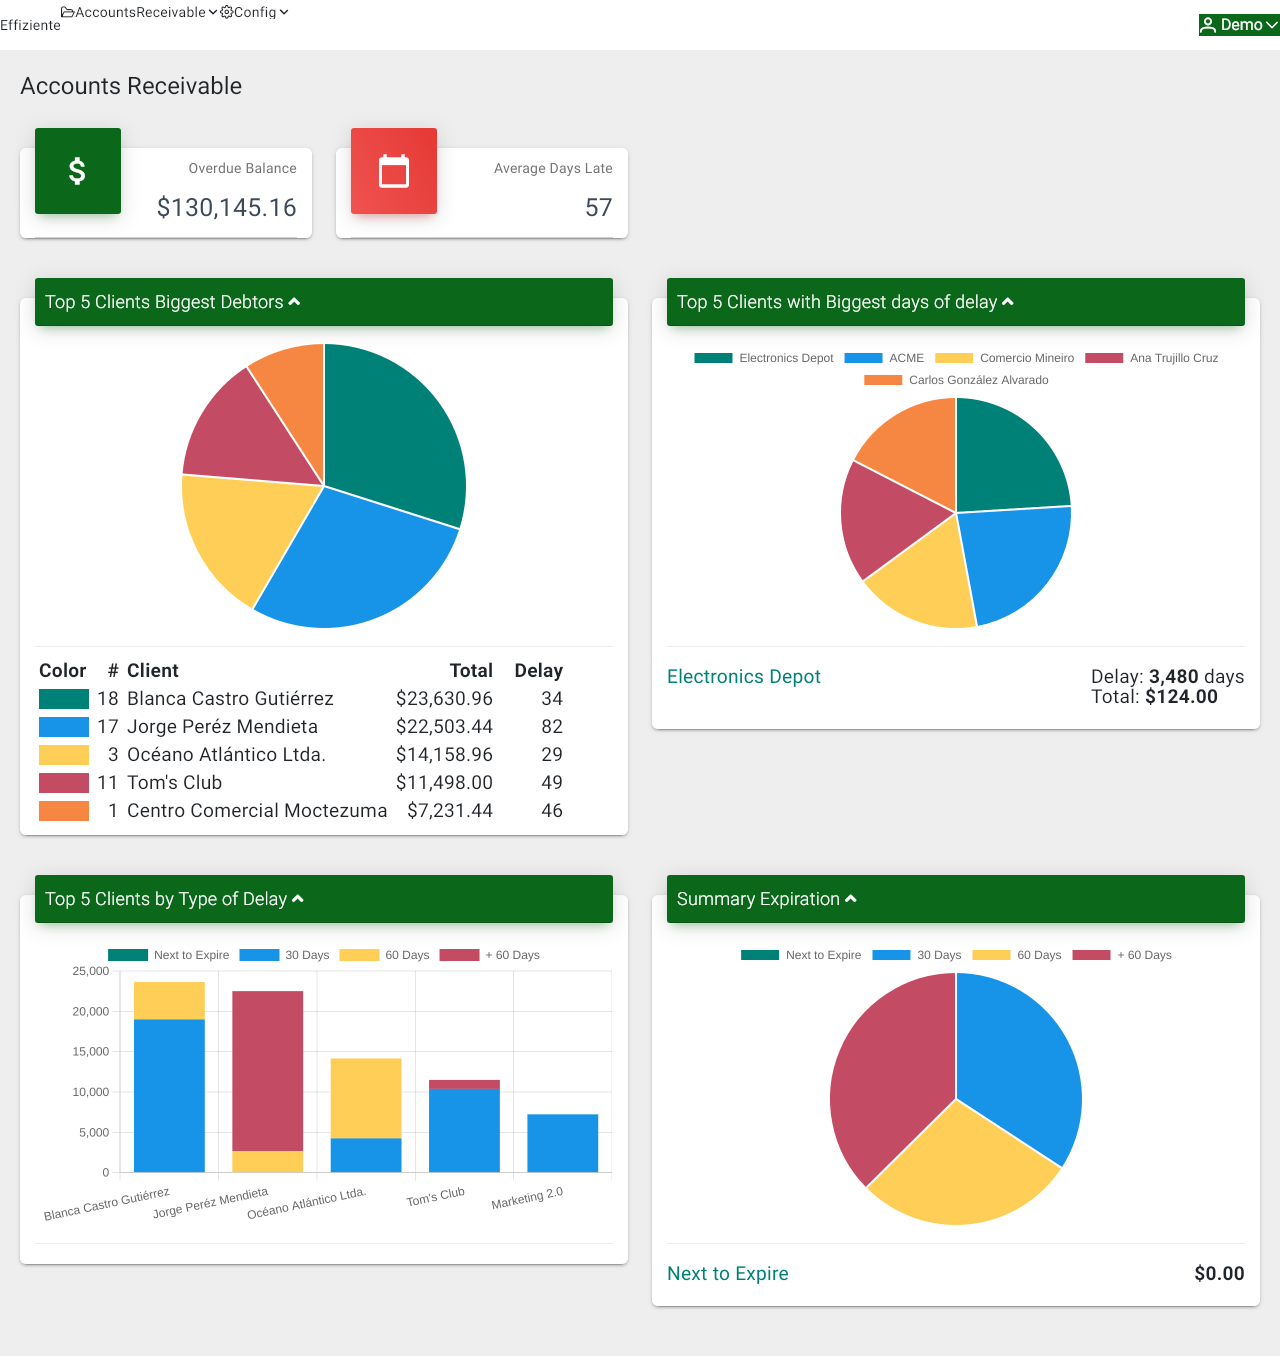 Effiziente
AccountsReceivable
Config
Demo
Accounts Receivable
Overdue Balance
$130,145.16
Average Days Late
57
Top 5 Clients Biggest Debtors
Color # Client Total Delay
18 Blanca Castro Gutiérrez $23,630.96 34
17 Jorge Peréz Mendieta $22,503.44 82
3 Océano Atlántico Ltda. $14,158.96 29
11 Tom's Club $11,498.00 49
1 Centro Comercial Moctezuma $7,231.44 46
Top 5 Clients with Biggest days of delay
Electronics Depot ACME Comercio Mineiro Ana Trujillo Cruz
Carlos González Alvarado
Electronics Depot
Delay: 3,480 days
Total: $124.00
Top 5 Clients by Type of Delay
Next to Expire 30 Days 60 Days + 60 Days
25,000
20,000
15,000
10,000
5,000
0
Blanca Castro Gutiérrez
Jorge Peréz Mendieta
Océano Atlántico Ltda.
Tom's Club
Marketing 2.0
Summary Expiration
Next to Expire 30 Days 60 Days + 60 Days
Next to Expire $0.00